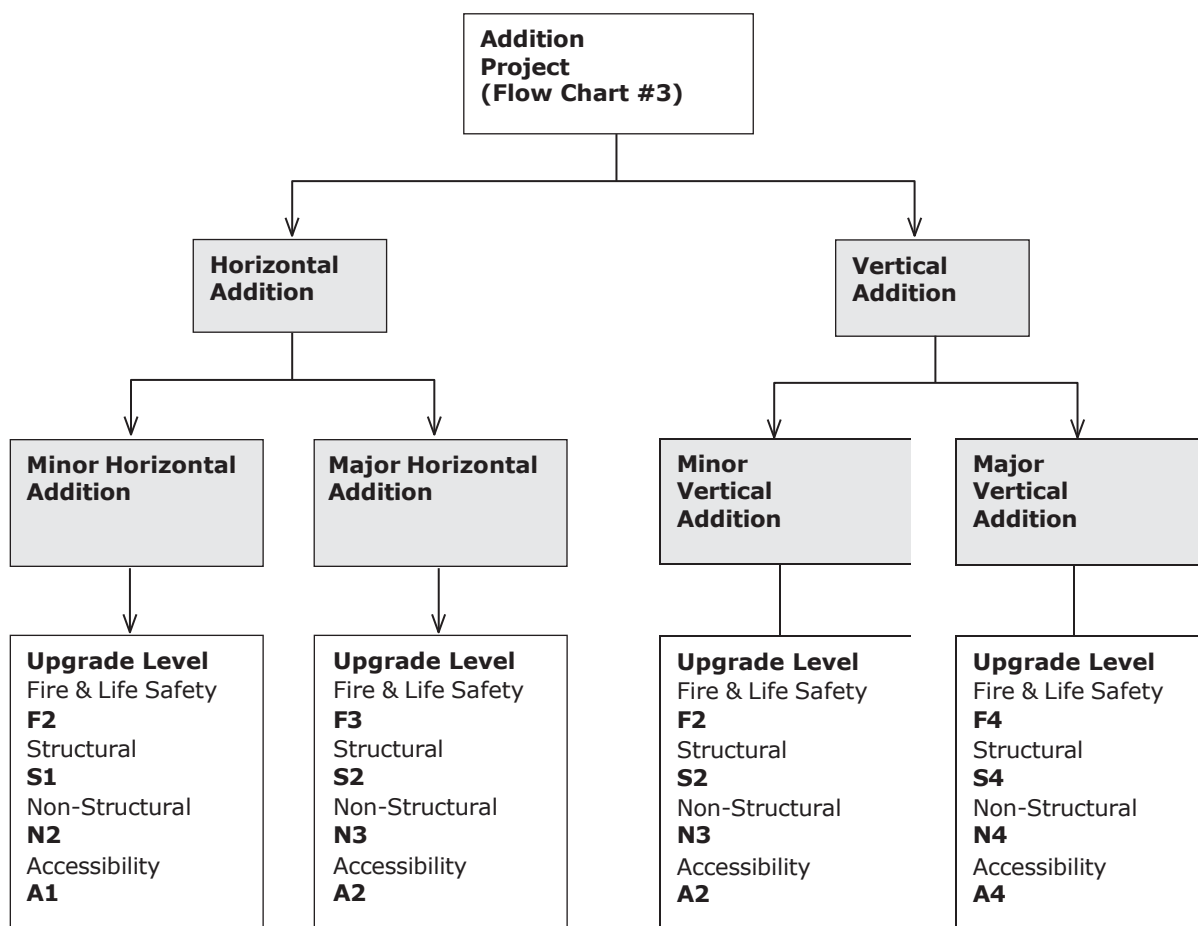 Addition
Project
(Flow Chart #3)
Horizontal
Addition
Vertical
Addition
Minor Horizontal
Addition
Major Horizontal
Addition
Minor
Vertical
Addition
Major
Vertical
Addition
Upgrade Level
Fire & Life Safety
F2
Structural
S1
Non-Structural
N2
Accessibility
A1
Upgrade Level
Fire & Life Safety
F3
Structural
S2
Non-Structural
N3
Accessibility
A2
Upgrade Level
Fire & Life Safety
F2
Structural
S2
Non-Structural
N3
Accessibility
A2
Upgrade Level
Fire & Life Safety
F4
Structural
S4
Non-Structural
N4
Accessibility
A4